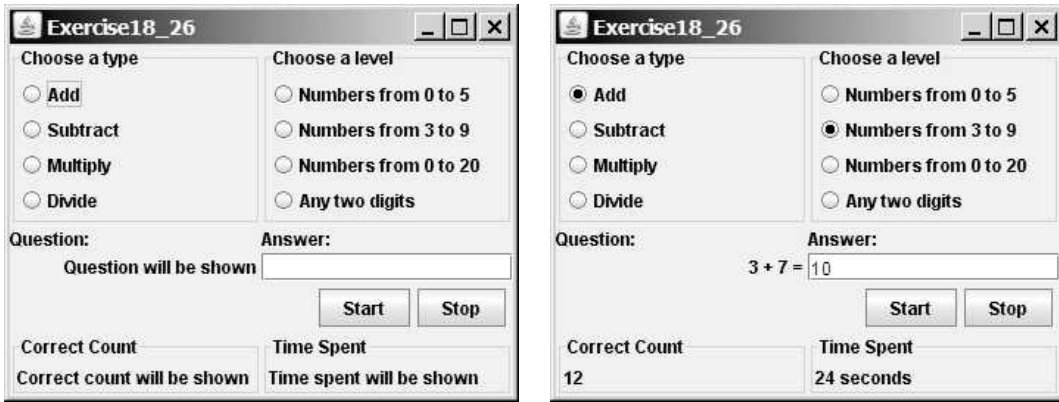 Exercise18_26
Choose a type
Choose a level
Add
Numbers from 0 to 5
Subtract
Numbers from 3 to 9
Multiply
Numbers from 0 to 20
Divide
Any two digits
Question:
Answer:
Question will be shown
Start
Stop
Correct Count
Time Spent
Correct count will be shown
Time spent will be shown
Exercise18_26
Choose a type
Choose a level
Add
Numbers from 0 to 5
Subtract
Numbers from 3 to 9
Multiply
Numbers from 0 to 20
Divide
Any two digits
Question:
Answer:
3 + 7 =
10
Start
Stop
Correct Count
Time Spent
12
24 seconds